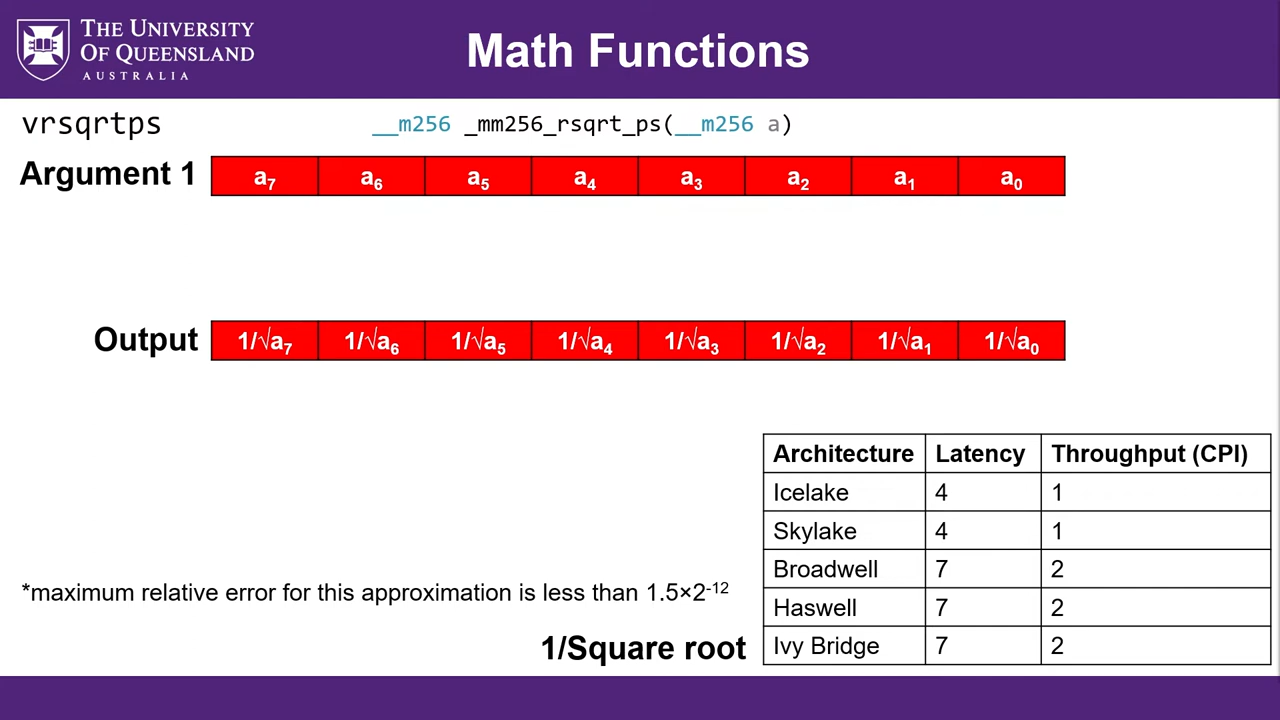 THE UNIVERSITY
OF QUEENSLAND
AUSTRALIA
Math Functions
vrsqrtps __m256 _mm256_rsqrt_ps(__m256 a)
Argument 1 a₇ a₆ a₅ a₄ a₃ a₂ a₁ a₀
Output 1/√a₇ 1/√a₆ 1/√a₅ 1/√a₄ 1/√a₃ 1/√a₂ 1/√a₁ 1/√a₀
Architecture Latency Throughput (CPI)
Icelake 4 1
Skylake 4 1
Broadwell 7 2
Haswell 7 2
Ivy Bridge 7 2
*maximum relative error for this approximation is less than 1.5×2⁻¹²
1/Square root